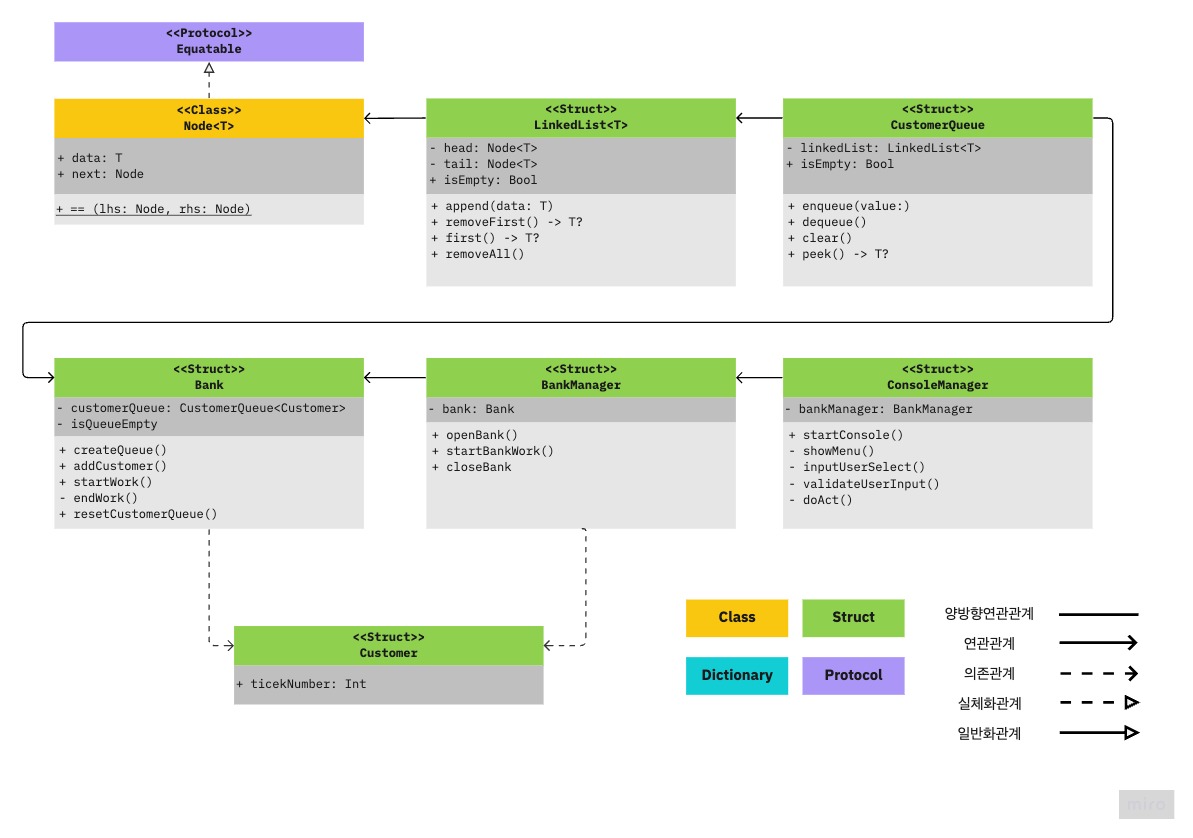 <<Protocol>>
Equatable
<<Class>>
Node<T>
+ data: T
+ next: Node
+ == (lhs: Node, rhs: Node)
<<Struct>>
LinkedList<T>
- head: Node<T>
- tail: Node<T>
+ isEmpty: Bool
+ append(data: T)
+ removeFirst() -> T?
+ first() -> T?
+ removeAll()
<<Struct>>
CustomerQueue
- linkedList: LinkedList<T>
+ isEmpty: Bool
+ enqueue(value:)
+ dequeue()
+ clear()
+ peek() -> T?
<<Struct>>
Bank
- customerQueue: CustomerQueue<Customer>
- isQueueEmpty
+ createQueue()
+ addCustomer()
+ startWork()
- endWork()
+ resetCustomerQueue()
<<Struct>>
BankManager
- bank: Bank
+ openBank()
+ startBankWork()
+ closeBank
<<Struct>>
ConsoleManager
- bankManager: BankManager
+ startConsole()
- showMenu()
- inputUserSelect()
- validateUserInput()
- doAct()
<<Struct>>
Customer
+ ticekNumber: Int
Class
Struct
Dictionary
Protocol
양방향연관관계
연관관계
의존관계
실체화관계
일반화관계
miro